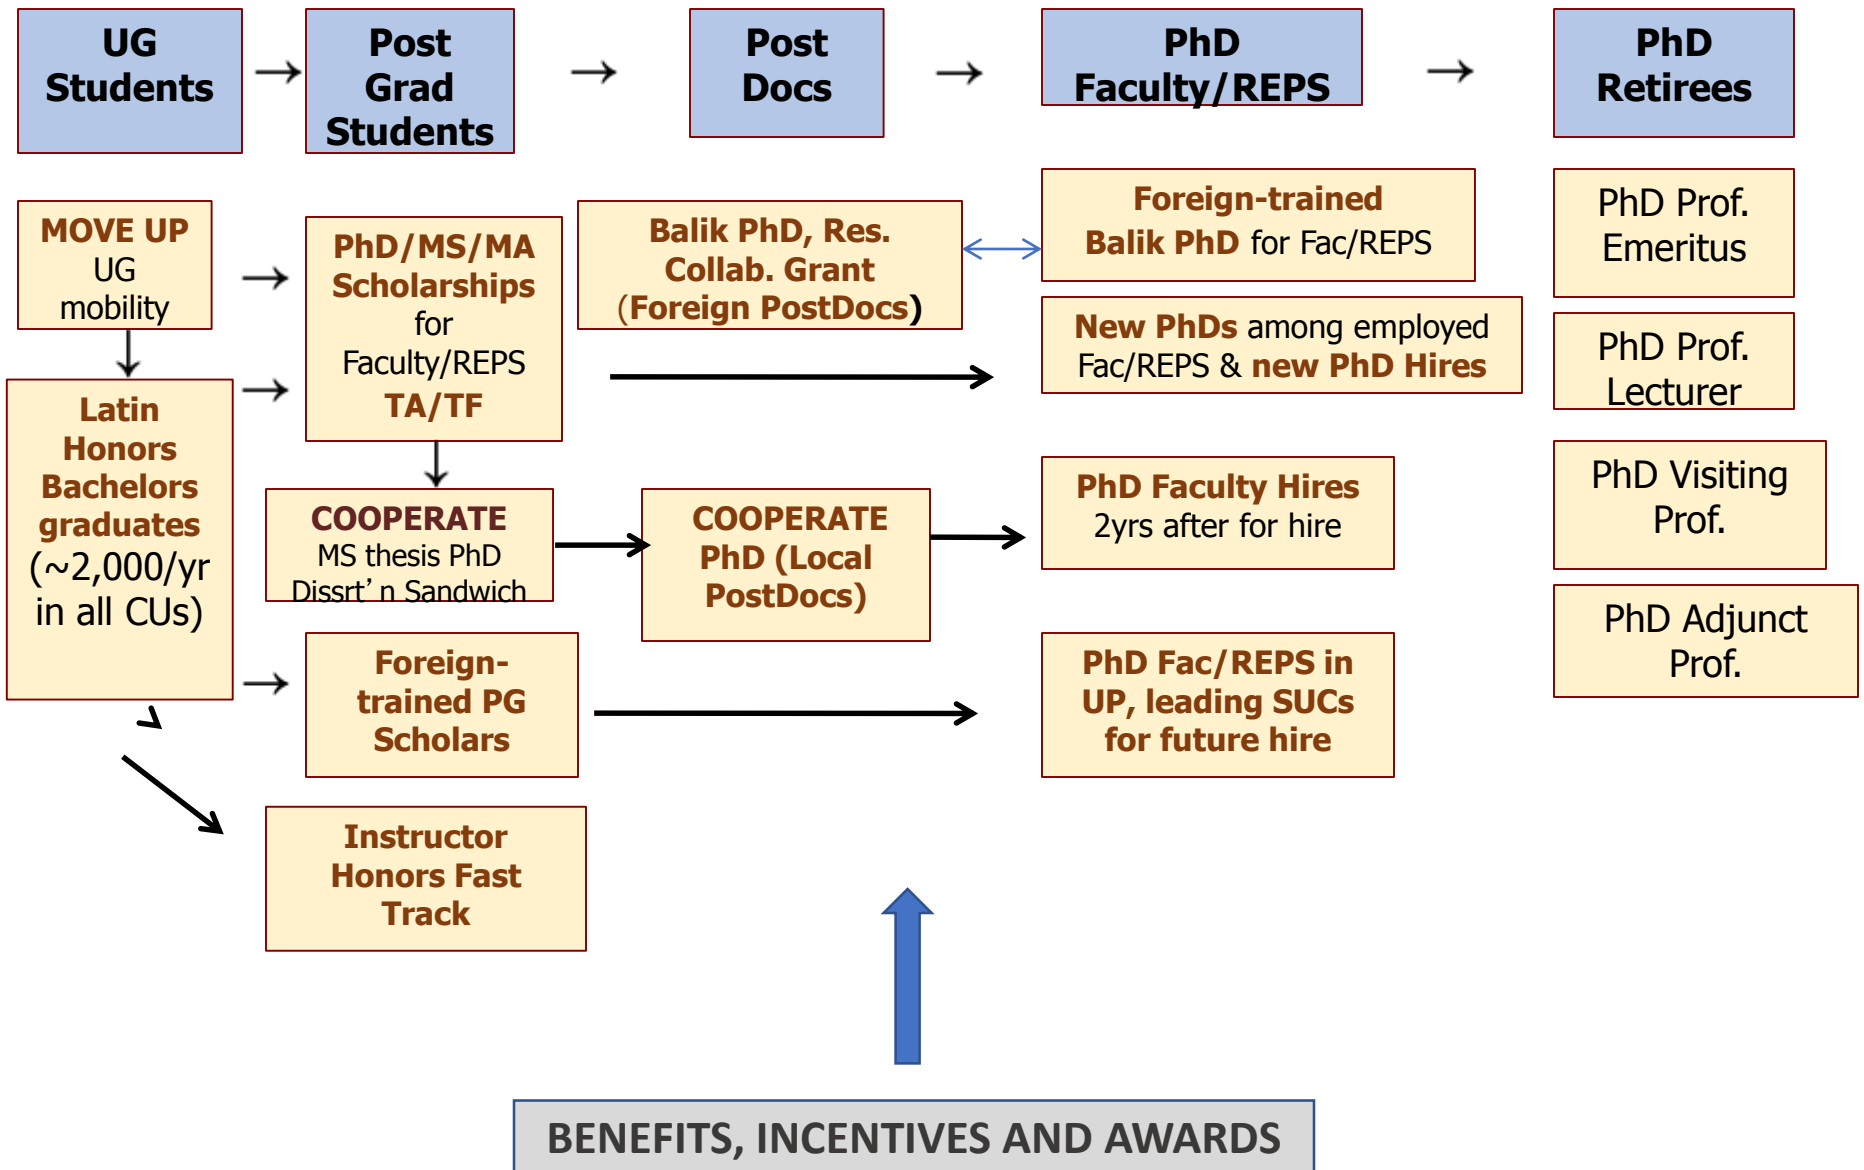 UG
Students
Post
Grad
Students
Post
Docs
PhD
Faculty/REPS
PhD
Retirees
MOVE UP
UG
mobility
Latin
Honors
Bachelors
graduates
(~2,000/yr
in all CUs)
PhD/MS/MA
Scholarships
for
Faculty/REPS
TA/TF
COOPERATE
MS thesis PhD
Dissrt’n Sandwich
Foreign-
trained PG
Scholars
Instructor
Honors Fast
Track
Balik PhD, Res.
Collab. Grant
(Foreign PostDocs)
COOPERATE
PhD (Local
PostDocs)
Foreign-trained
Balik PhD for Fac/REPS
New PhDs among employed
Fac/REPS & new PhD Hires
PhD Faculty Hires
2yrs after for hire
PhD Fac/REPS in
UP, leading SUCs
for future hire
PhD Prof.
Emeritus
PhD Prof.
Lecturer
PhD Visiting
Prof.
PhD Adjunct
Prof.
BENEFITS, INCENTIVES AND AWARDS